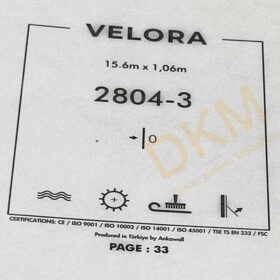 VELORA
15.6m x 1,06m
2804-3
DKM
0
CERTIFICATIONS: CE / ISO 9001 / ISO 10002 / ISO 14001 / ISO 45001 / TSE TS EN 233 / FSC
Produced in Türkiye by Ankawall
PAGE : 33